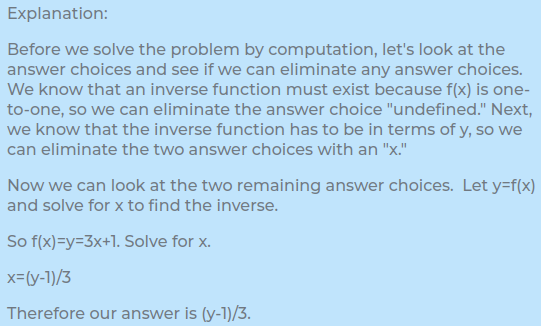 Explanation:
Before we solve the problem by computation, let's look at the
answer choices and see if we can eliminate any answer choices.
We know that an inverse function must exist because f(x) is one-
to-one, so we can eliminate the answer choice "undefined." Next,
we know that the inverse function has to be in terms of y, so we
can eliminate the two answer choices with an "x."
Now we can look at the two remaining answer choices.  Let y=f(x)
and solve for x to find the inverse.
So f(x)=y=3x+1. Solve for x.
x=(y-1)/3
Therefore our answer is (y-1)/3.